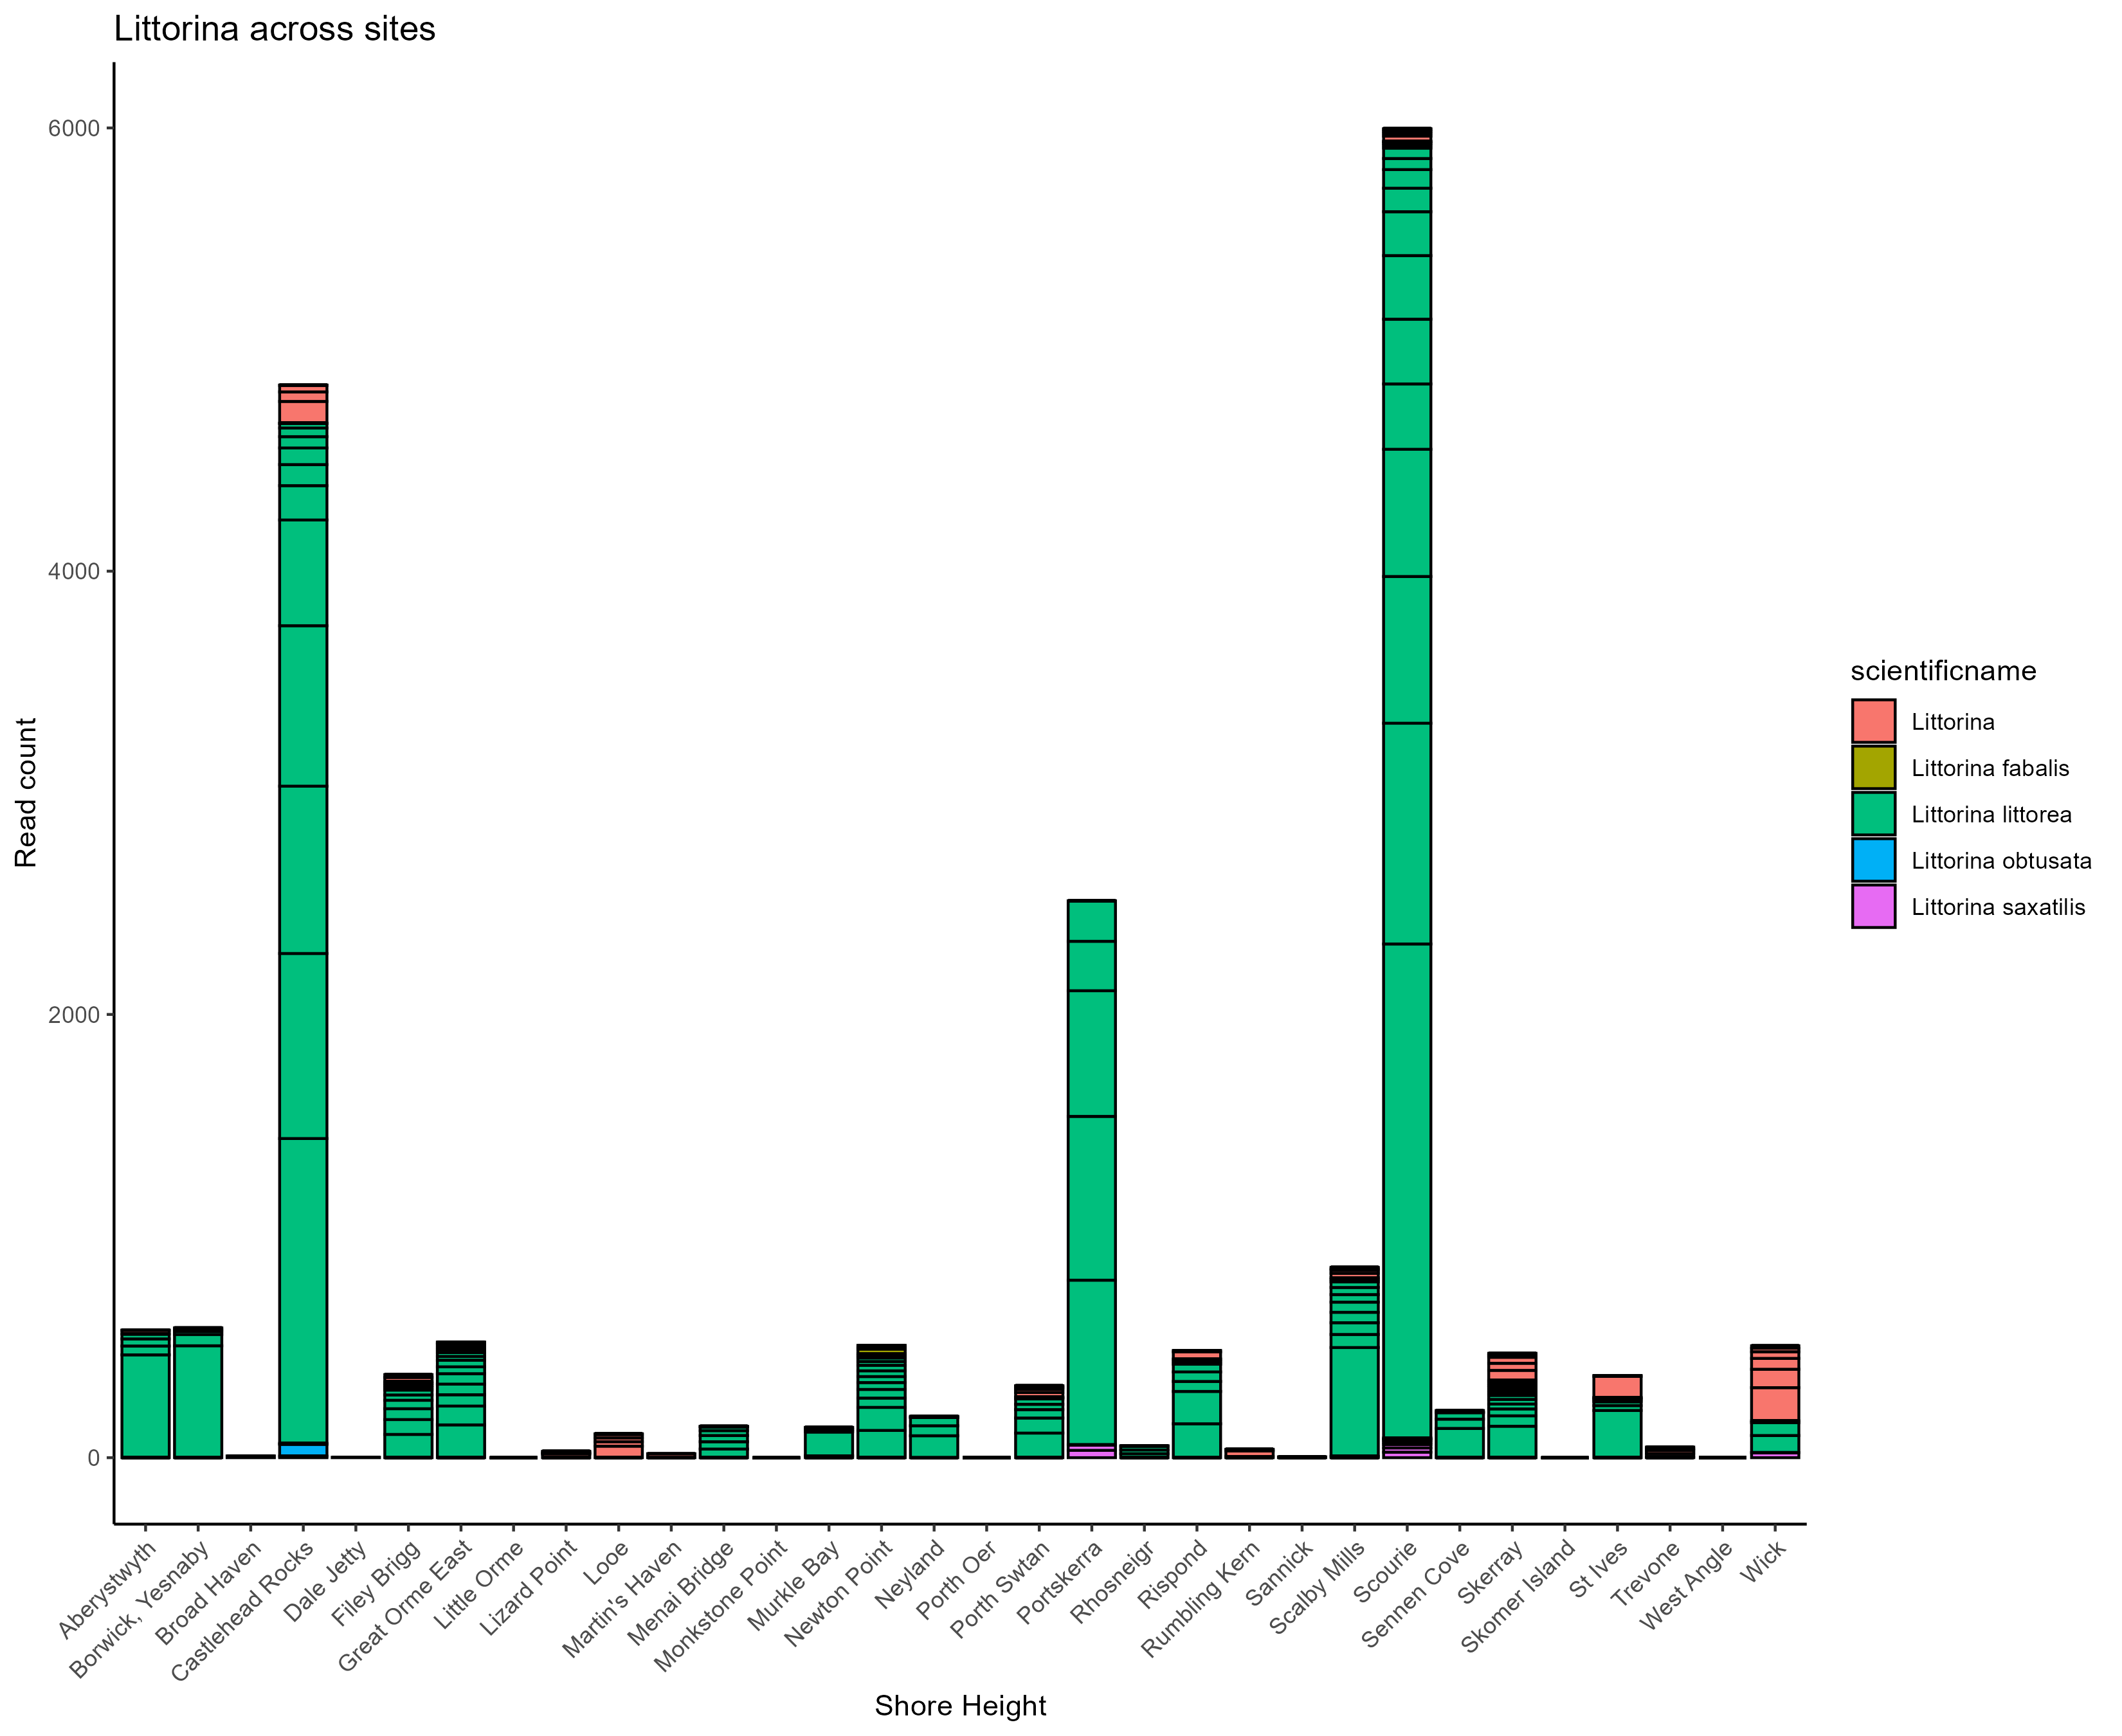 Littorina across sites
6000
4000
2000
0
Read count
Aberystwyth
Borwick, Yesnaby
Broad Haven
Castlehead Rocks
Dale Jetty
Filey Brigg
Great Orme East
Little Orme
Lizard Point
Looe
Martin's Haven
Menai Bridge
Monkstone Point
Murkle Bay
Newton Point
Neyland
Porth Oer
Porth Swtan
Portskerra
Rhosneigr
Rispond
Rumbling Kern
Sannick
Scalby Mills
Scourie
Sennen Cove
Skerray
Skomer Island
St Ives
Trevone
West Angle
Wick
Shore Height
scientificname
Littorina
Littorina fabalis
Littorina littorea
Littorina obtusata
Littorina saxatilis